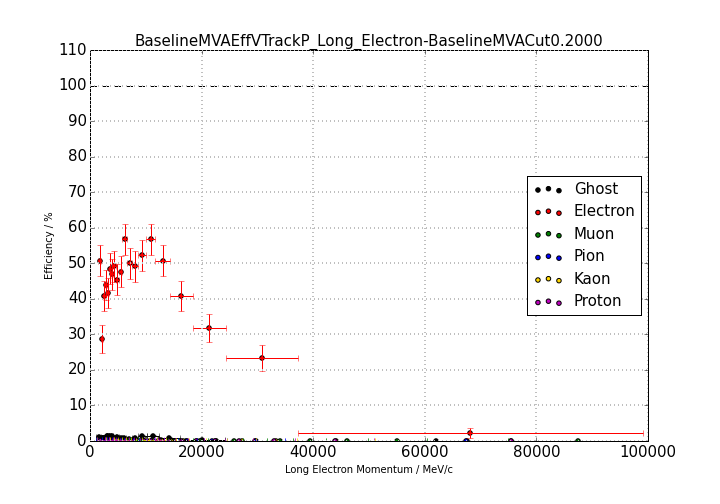 BaselineMVAEffVTrackP_Long_Electron-BaselineMVACut0.2000
110
100
90
80
70
60
50
40
30
20
10
0
Efficiency / %
Ghost
Electron
Muon
Pion
Kaon
Proton
0 20000 40000 60000 80000 100000
Long Electron Momentum / MeV/c